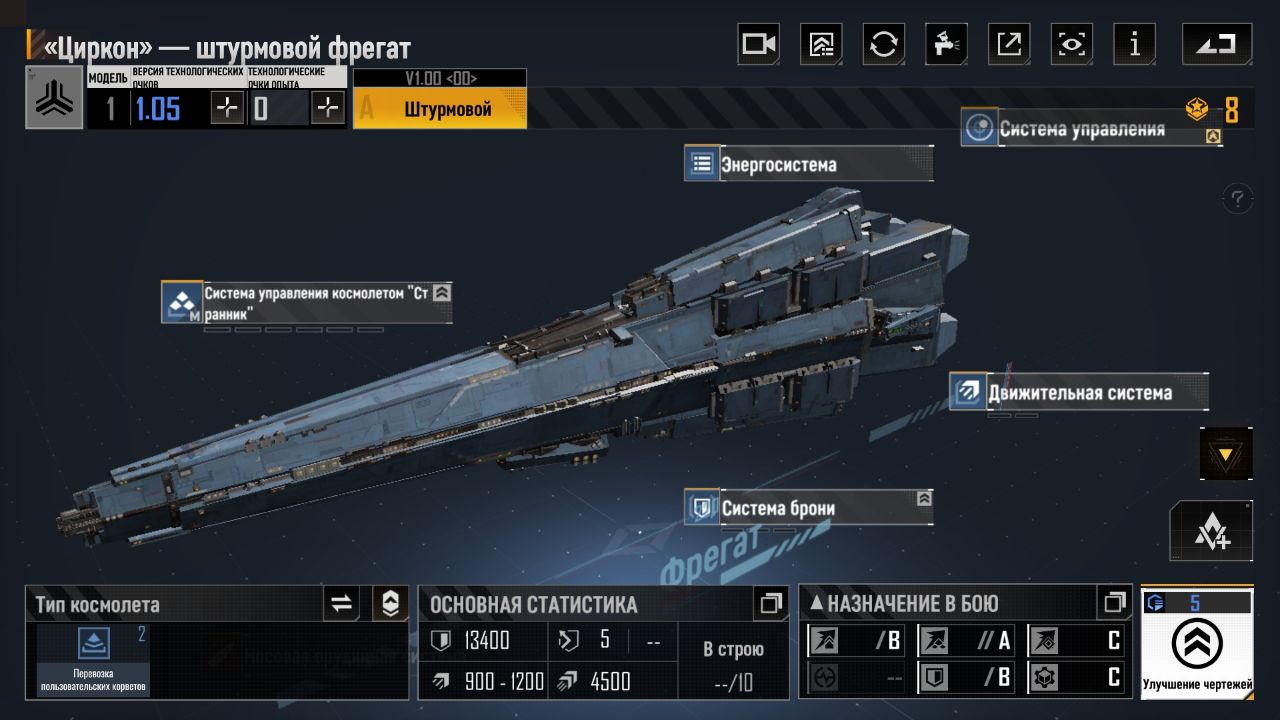 «Циркон» — штурмовой фрегат
МОДЕЛЬ
1
ВЕРСИЯ ТЕХНОЛОГИЧЕСКИХ
ОЧКОВ
1.05
ТЕХНОЛОГИЧЕСКИЕ
ОЧКИ ОПЫТА
0
V1.00 <00>
A Штурмовой
8
Система управления
Энергосистема
?
Система управления космолетом "Ст
ранник"
M
Движительная система
Система брони
фрегат
Тип космолета
2
Перевозка
пользовательских корветов
Носовая орудийная
ОСНОВНАЯ СТАТИСТИКА
13400
5
--
900 - 1200
4500
В строю
--/10
НАЗНАЧЕНИЕ В БОЮ
/B
//A
C
--
/B
C
5
Улучшение чертежей